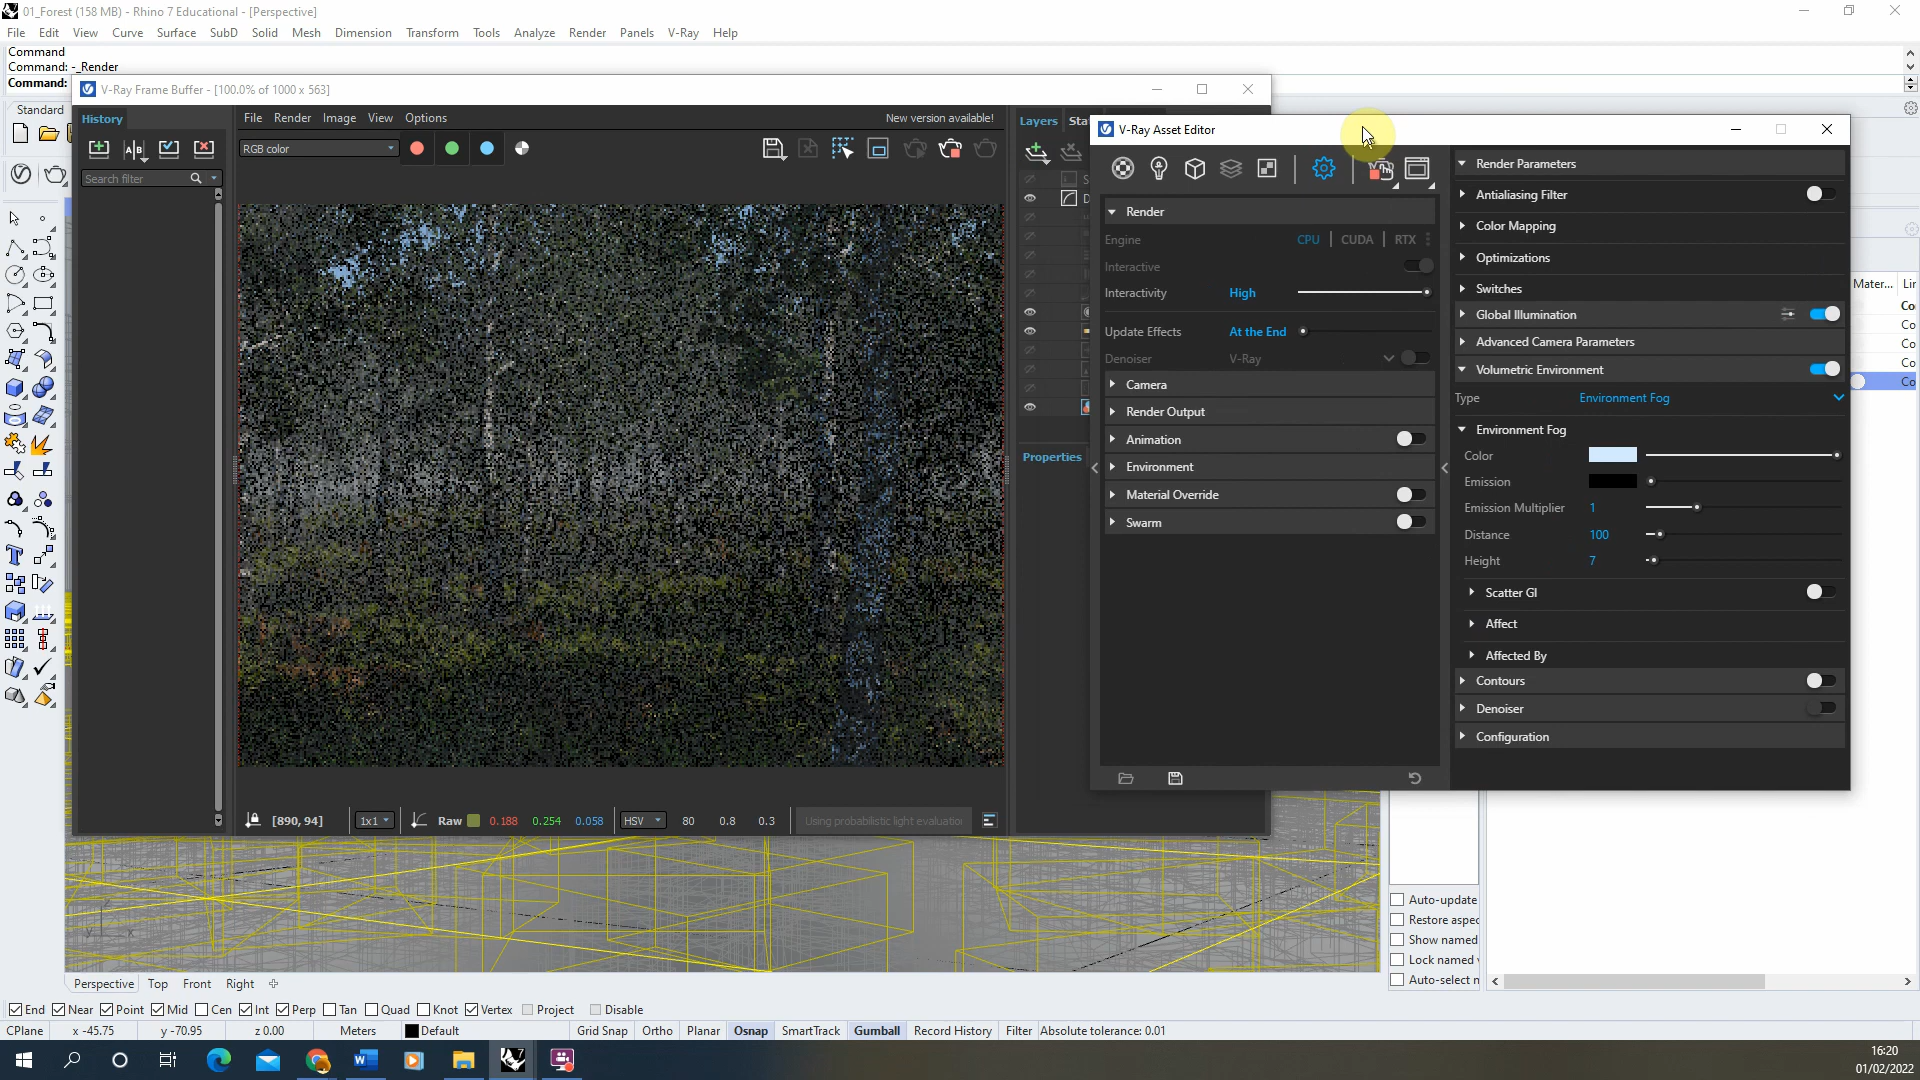 01_Forest (158 MB) - Rhino 7 Educational - [Perspective]
File Edit View Curve Surface SubD Solid Mesh Dimension Transform Tools Analyze Render Panels V-Ray Help
Command
Command: -_Render
Command:
Standard
V-Ray Frame Buffer - [100.0% of 1000 x 563]
History
File Render Image View Options
New version available!
RGB color
Search filter
Layers
Properties
[890, 94]
1x1
Raw 0.188 0.254 0.058
HSV
80 0.8 0.3
Using probabilistic light evaluation
V-Ray Asset Editor
Render
Engine CPU CUDA RTX
Interactive
Interactivity High
Update Effects At the End
Denoiser V-Ray
Camera
Render Output
Animation
Environment
Material Override
Swarm
Render Parameters
Antialiasing Filter
Color Mapping
Optimizations
Switches
Global Illumination
Advanced Camera Parameters
Volumetric Environment
Type Environment Fog
Environment Fog
Color
Emission
Emission Multiplier 1
Distance 100
Height 7
Scatter GI
Affect
Affected By
Contours
Denoiser
Configuration
Mater... Lir
Co
Co
Co
Co
Co
Auto-update
Restore aspec
Show named
Lock named
Auto-select n
y x
Perspective Top Front Right
End Near Point Mid Cen Int Perp Tan Quad Knot Vertex Project Disable
CPlane x -45.75 y -70.95 z 0.00 Meters Default Grid Snap Ortho Planar Osnap SmartTrack Gumball Record History Filter Absolute tolerance: 0.01
16:20
01/02/2022